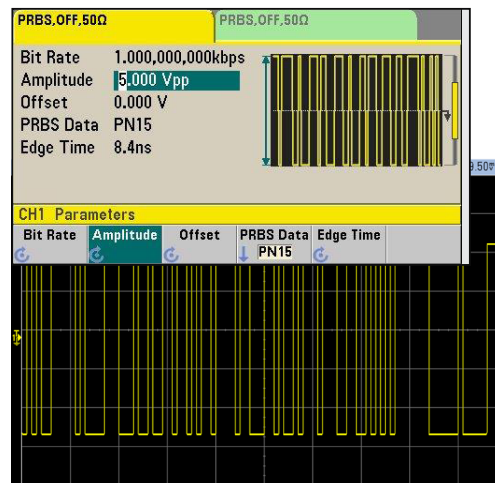 PRBS,OFF,50Ω PRBS,OFF,50Ω
Bit Rate 1.000,000,000kbps
Amplitude 5.000 Vpp
Offset 0.000 V
PRBS Data PN15
Edge Time 8.4ns
CH1 Parameters
Bit Rate Amplitude Offset PRBS Data Edge Time
PN15